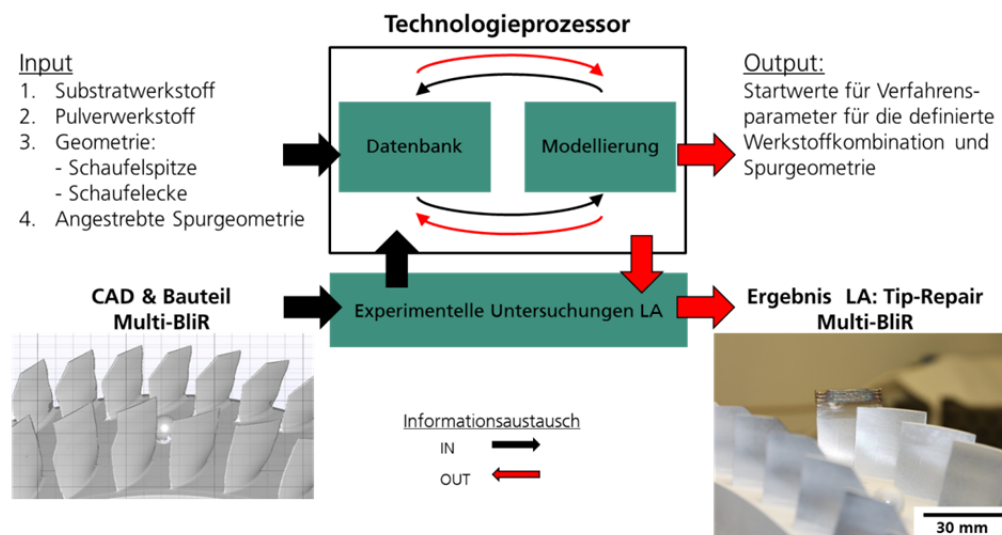 Technologieprozessor
Input
1. Substratwerkstoff
2. Pulverwerkstoff
3. Geometrie:
- Schaufelspitze
- Schaufelecke
4. Angestrebte Spurgeometrie
Datenbank
Modellierung
Output:
Startwerte für Verfahrens-
parameter für die definierte
Werkstoffkombination und
Spurgeometrie
CAD & Bauteil
Multi-BliR
Experimentelle Untersuchungen LA
Ergebnis LA: Tip-Repair
Multi-BliR
Informationsaustausch
IN
OUT
30 mm